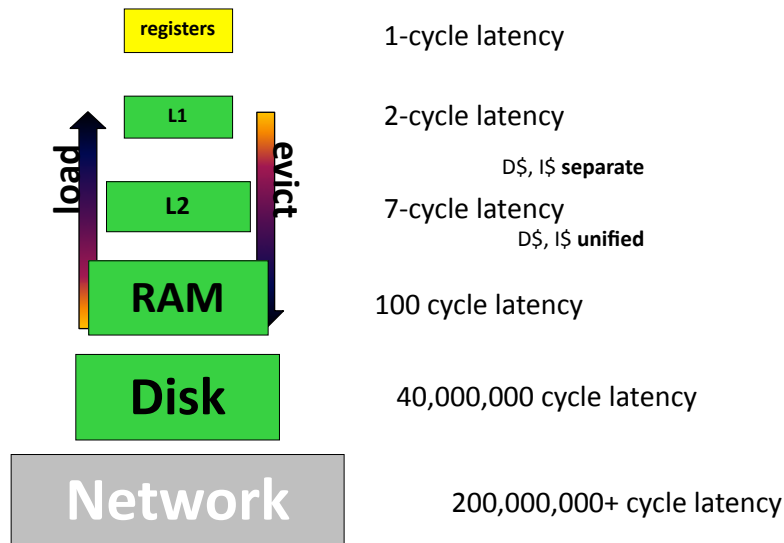 registers
1-cycle latency
L1
2-cycle latency
load
evict
D$, I$ separate
L2
7-cycle latency
D$, I$ unified
RAM
100 cycle latency
Disk
40,000,000 cycle latency
Network
200,000,000+ cycle latency